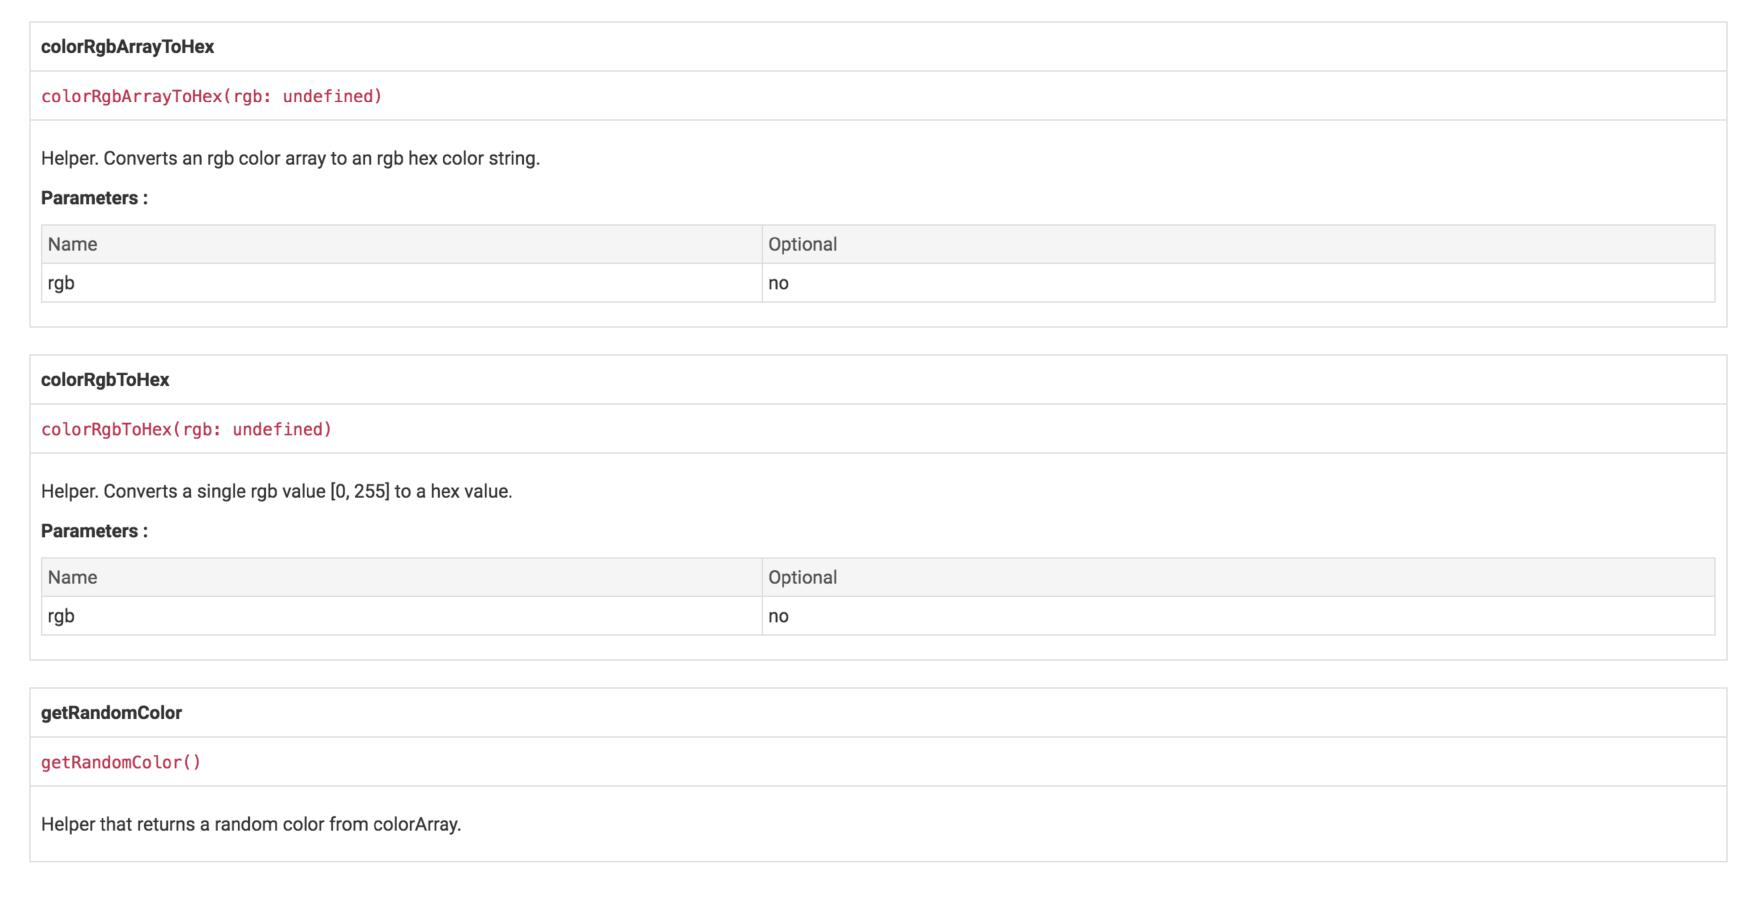 colorRgbArrayToHex
colorRgbArrayToHex(rgb: undefined)
Helper. Converts an rgb color array to an rgb hex color string.
Parameters :
Name Optional
rgb no
colorRgbToHex
colorRgbToHex(rgb: undefined)
Helper. Converts a single rgb value [0, 255] to a hex value.
Parameters :
Name Optional
rgb no
getRandomColor
getRandomColor()
Helper that returns a random color from colorArray.